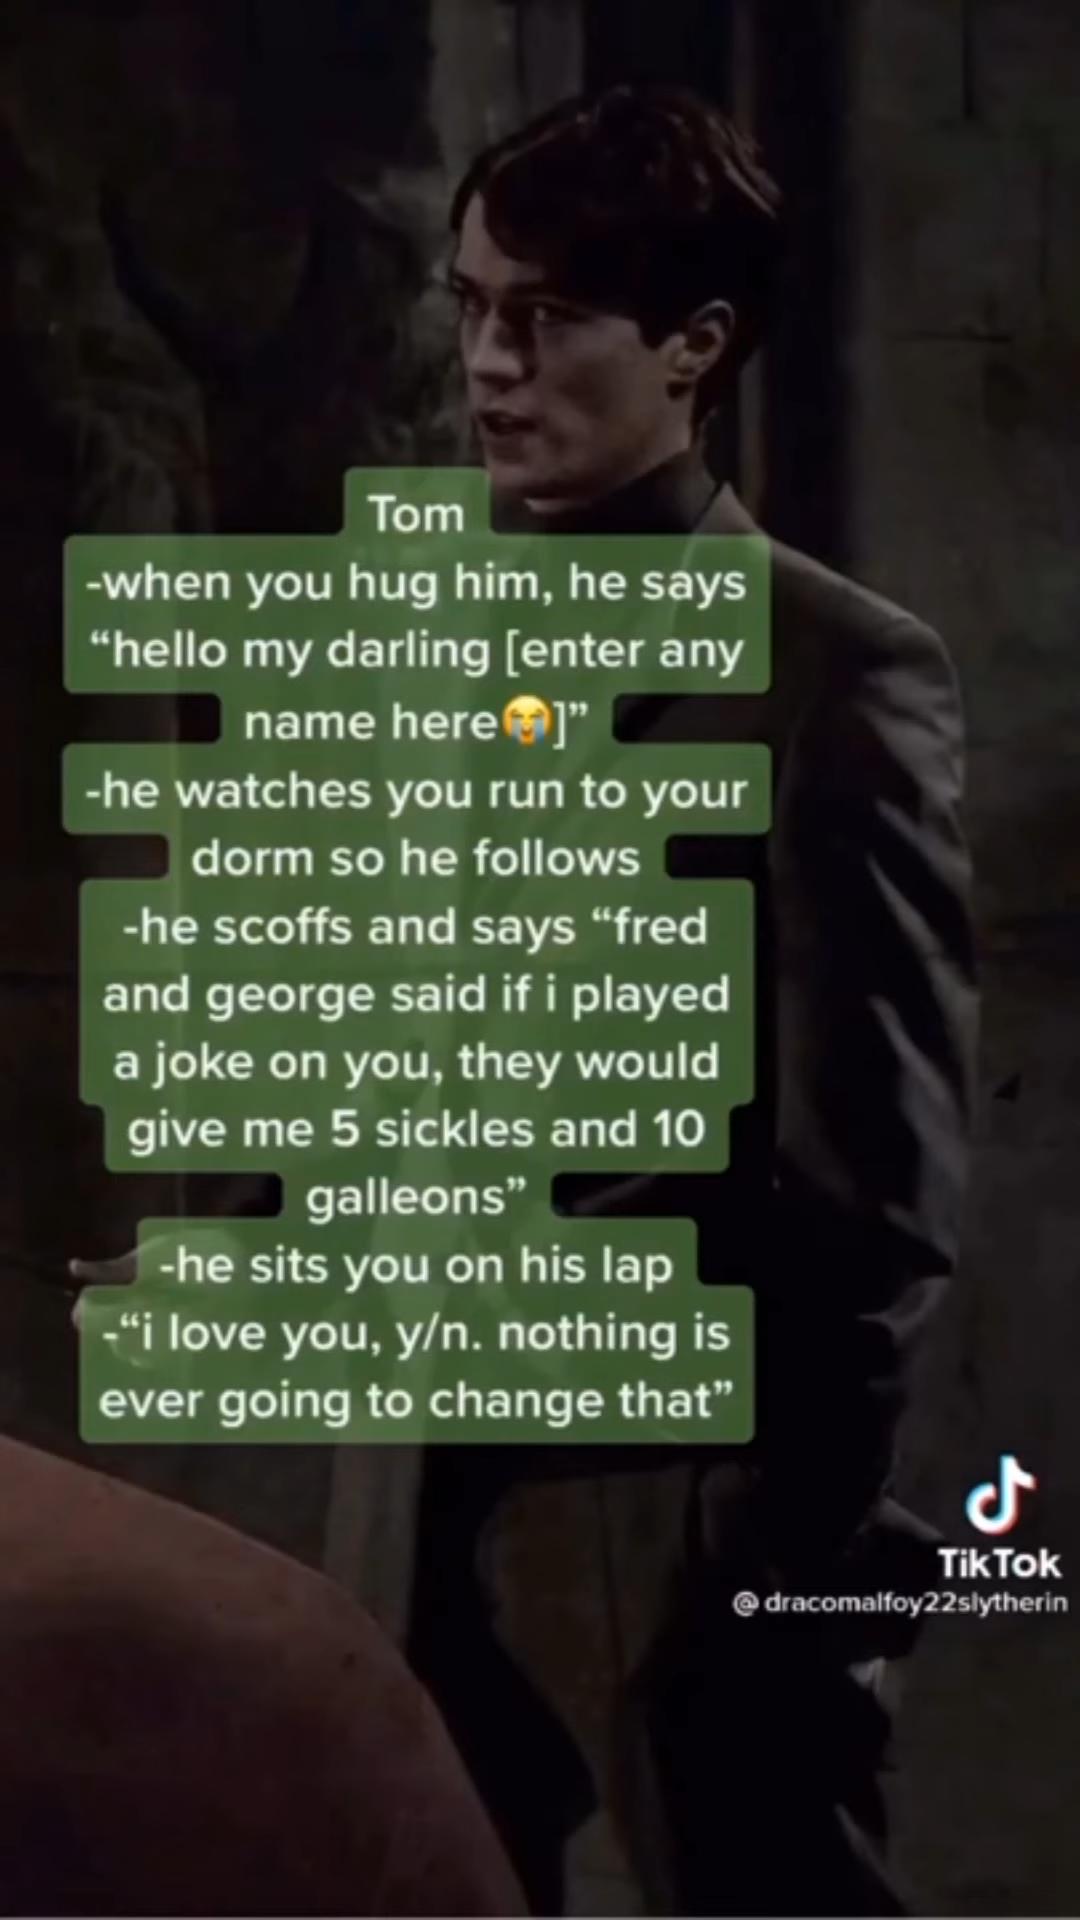 Tom
-when you hug him, he says
“hello my darling [enter any
name here😭]”
-he watches you run to your
dorm so he follows
-he scoffs and says “fred
and george said if i played
a joke on you, they would
give me 5 sickles and 10
galleons”
-he sits you on his lap
-“i love you, y/n. nothing is
ever going to change that”
TikTok
@dracomalfoy22slytherin